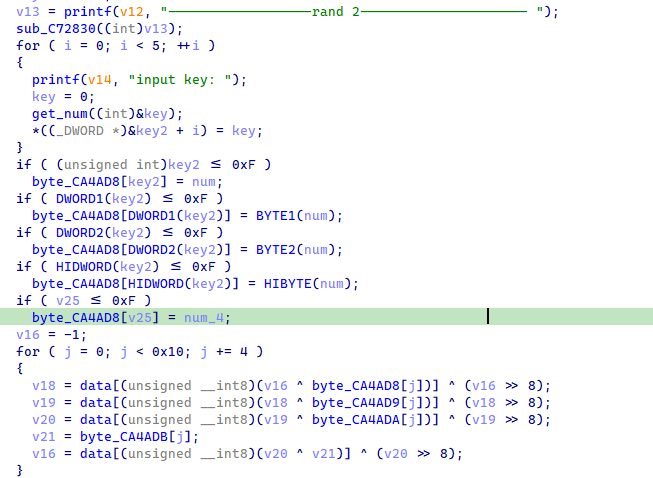 v13 = printf(v12, "———————————————————rand 2——————————————————————— ");
sub_C72830((int)v13);
for ( i = 0; i < 5; ++i )
{
printf(v14, "input key: ");
key = 0;
get_num((int)&key);
*((_DWORD *)&key2 + i) = key;
}
if ( (unsigned int)key2 ≤ 0xF )
byte_CA4AD8[key2] = num;
if ( DWORD1(key2) ≤ 0xF )
byte_CA4AD8[DWORD1(key2)] = BYTE1(num);
if ( DWORD2(key2) ≤ 0xF )
byte_CA4AD8[DWORD2(key2)] = BYTE2(num);
if ( HIDWORD(key2) ≤ 0xF )
byte_CA4AD8[HIDWORD(key2)] = HIBYTE(num);
if ( v25 ≤ 0xF )
byte_CA4AD8[v25] = num_4;
v16 = -1;
for ( j = 0; j < 0x10; j += 4 )
{
v18 = data[(unsigned __int8)(v16 ^ byte_CA4AD8[j])] ^ (v16 >> 8);
v19 = data[(unsigned __int8)(v18 ^ byte_CA4AD9[j])] ^ (v18 >> 8);
v20 = data[(unsigned __int8)(v19 ^ byte_CA4ADA[j])] ^ (v19 >> 8);
v21 = byte_CA4ADB[j];
v16 = data[(unsigned __int8)(v20 ^ v21)] ^ (v20 >> 8);
}